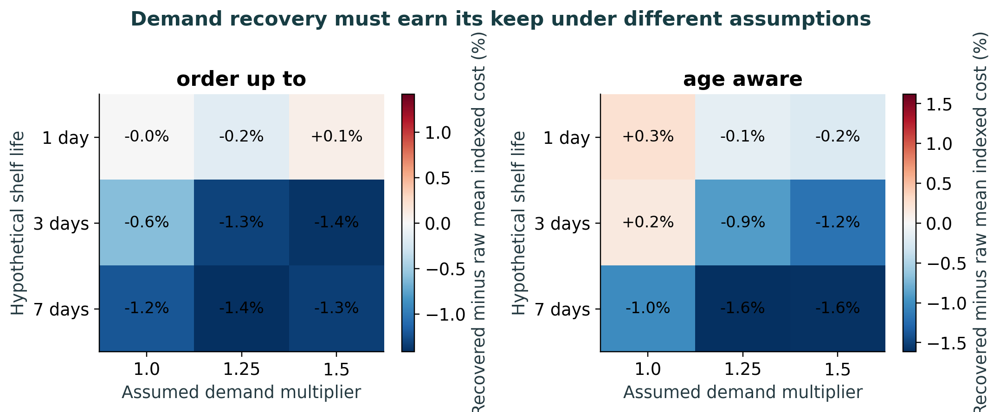 Demand recovery must earn its keep under different assumptions
order up to
Hypothetical shelf life
1 day
3 days
7 days
-0.0% -0.2% +0.1%
-0.6% -1.3% -1.4%
-1.2% -1.4% -1.3%
1.0 1.25 1.5
Assumed demand multiplier
1.0
0.5
0.0
−0.5
−1.0
Recovered minus raw mean indexed cost (%)
age aware
Hypothetical shelf life
1 day
3 days
7 days
+0.3% -0.1% -0.2%
+0.2% -0.9% -1.2%
-1.0% -1.6% -1.6%
1.0 1.25 1.5
Assumed demand multiplier
1.5
1.0
0.5
0.0
−0.5
−1.0
−1.5
Recovered minus raw mean indexed cost (%)